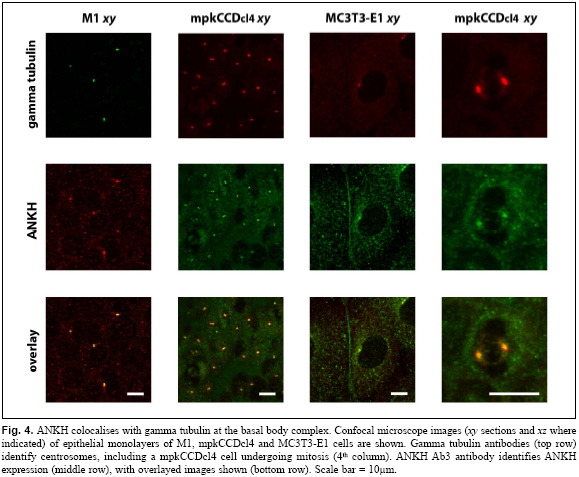 M1 xy mpkCCDcl4 xy MC3T3-E1 xy mpkCCDcl4 xy
gamma tubulin
ANKH
overlay
Fig. 4. ANKH colocalises with gamma tubulin at the basal body complex. Confocal microscope images (xy sections and xz where
indicated) of epithelial monolayers of M1, mpkCCDcl4 and MC3T3-E1 cells are shown. Gamma tubulin antibodies (top row)
identify centrosomes, including a mpkCCDcl4 cell undergoing mitosis (4th column). ANKH Ab3 antibody identifies ANKH
expression (middle row), with overlayed images shown (bottom row). Scale bar = 10µm.